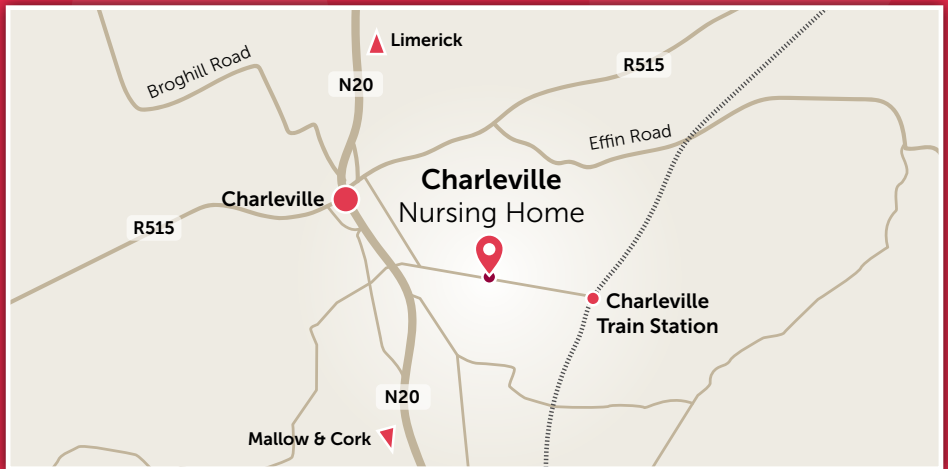 Limerick
Broghill Road
R515
N20
Effin Road
Charleville
Nursing Home
Charleville
R515
Charleville
Train Station
N20
Mallow & Cork